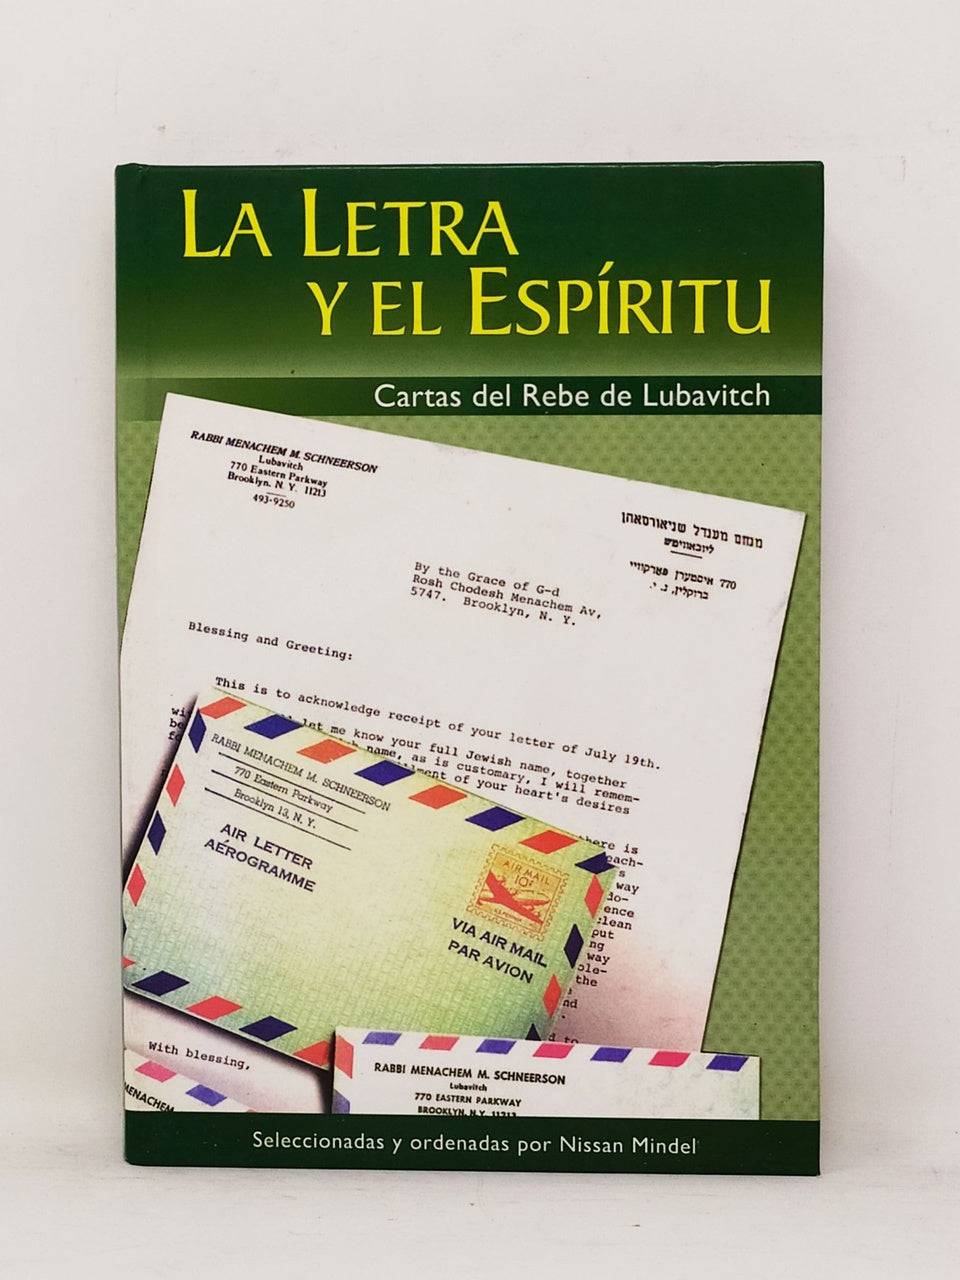 LA LETRA
Y EL ESPÍRITU
Cartas del Rebe de Lubavitch
RABBI MENACHEM M. SCHNEERSON
Lubavitch
770 Eastern Parkway
Brooklyn, N. Y. 11213
493-9250
מנחם מענדל שניאורסאהן
ליובאוויטש
770 איסטערן פארקוויי
ברוקלין, נ. י.
By the Grace of G-d
Rosh Chodesh Menachem Av,
5747. Brooklyn, N. Y.
Blessing and Greeting:
This is to acknowledge receipt of your letter of July 19th.
let me know your full Jewish name, together
name, as is customary, I will remem-
of your heart's desires
is
way
the
RABBI MENACHEM M. SCHNEERSON
770 Eastern Parkway
Brooklyn 13, N. Y.
AIR LETTER
AÉROGRAMME
AIR MAIL
10¢
VIA AIR MAIL
PAR AVION
With blessing,
RABBI MENACHEM M. SCHNEERSON
Lubavitch
770 EASTERN PARKWAY
BROOKLYN, N.Y. 11213
Seleccionadas y ordenadas por Nissan Mindel